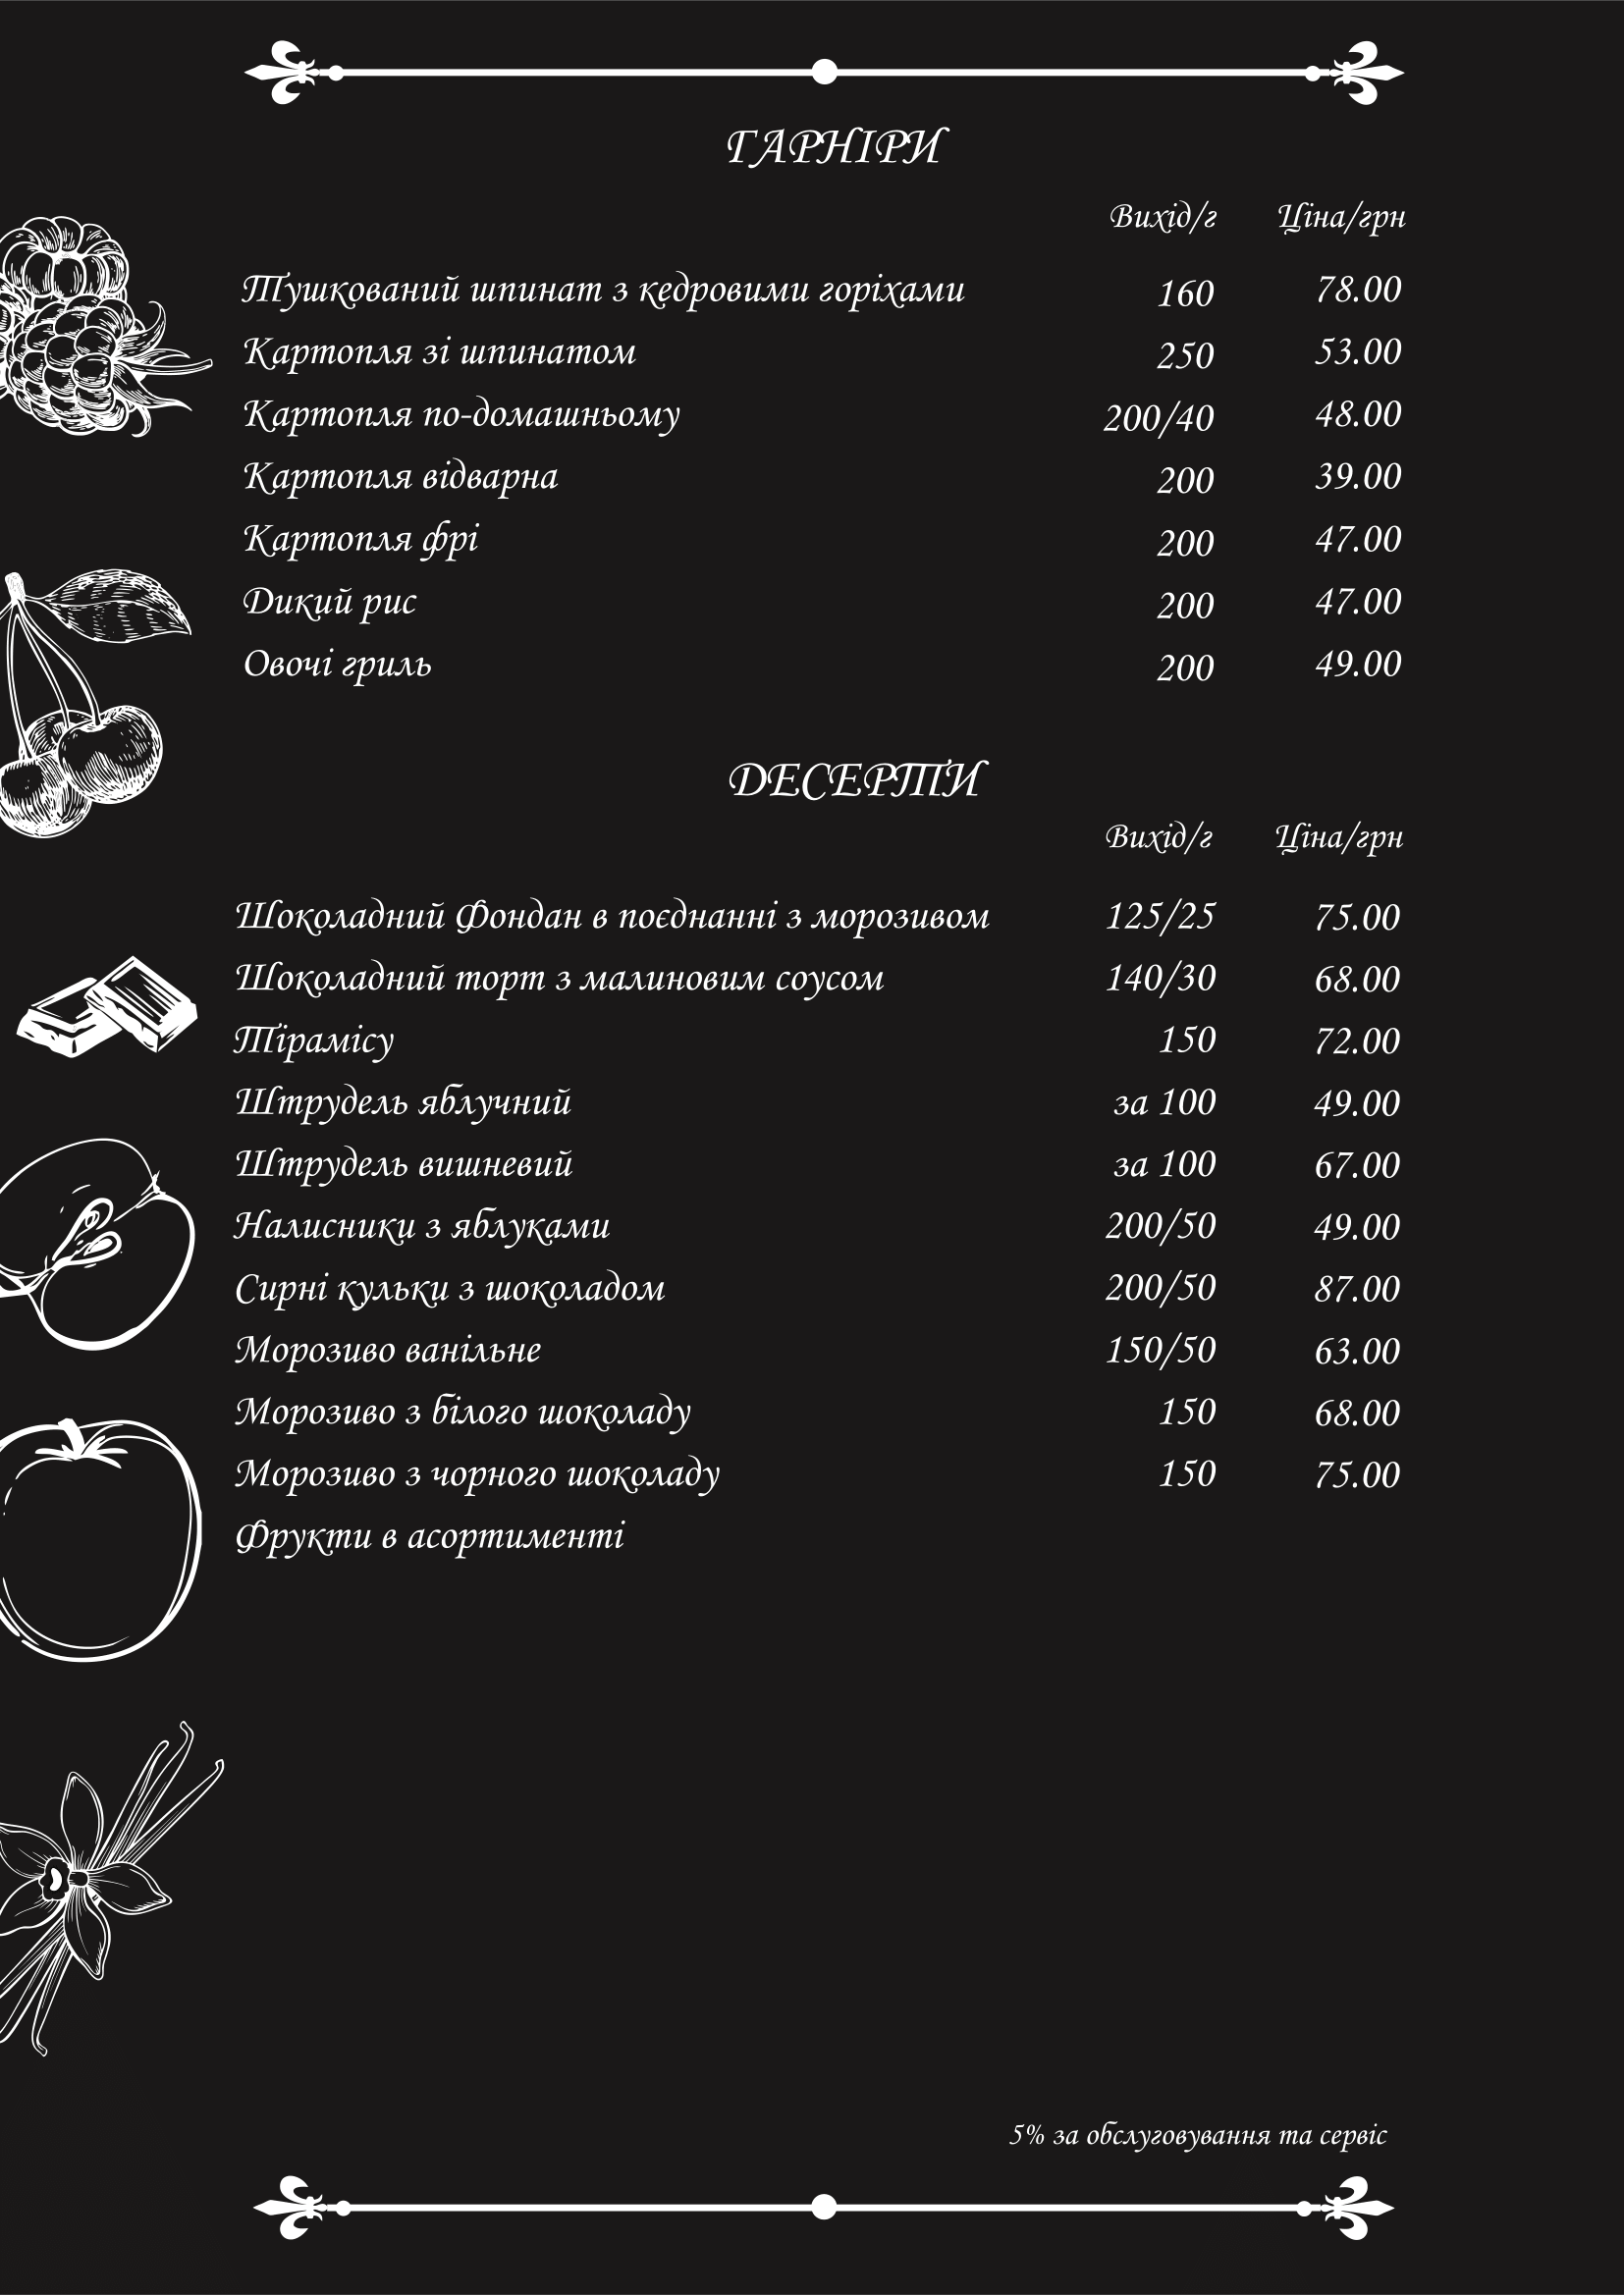 ГАРНІРИ
Вихід/г Ціна/грн
Тушкований шпинат з кедровими горіхами 160 78.00
Картопля зі шпинатом 250 53.00
Картопля по-домашньому 200/40 48.00
Картопля відварна 200 39.00
Картопля фрі 200 47.00
Дикий рис 200 47.00
Овочі гриль 200 49.00
ДЕСЕРТИ
Вихід/г Ціна/грн
Шоколадний Фондан в поєднанні з морозивом 125/25 75.00
Шоколадний торт з малиновим соусом 140/30 68.00
Тірамісу 150 72.00
Штрудель яблучний за 100 49.00
Штрудель вишневий за 100 67.00
Налисники з яблуками 200/50 49.00
Сирні кульки з шоколадом 200/50 87.00
Морозиво ванільне 150/50 63.00
Морозиво з білого шоколаду 150 68.00
Морозиво з чорного шоколаду 150 75.00
Фрукти в асортименті
5% за обслуговування та сервіс